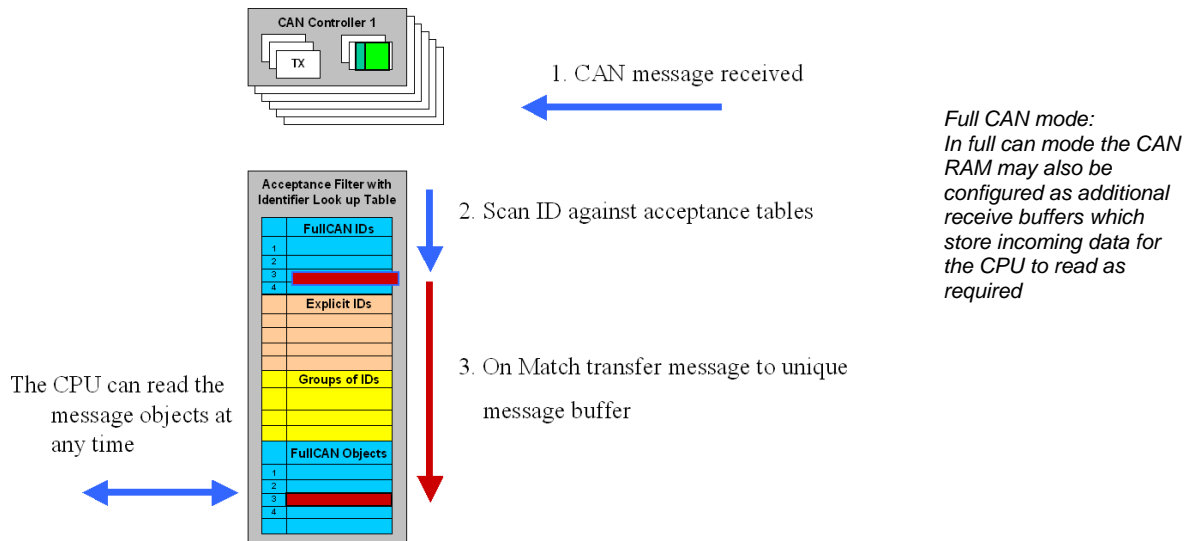 CAN Controller 1
TX
1. CAN message received
Full CAN mode:
In full can mode the CAN
RAM may also be
configured as additional
receive buffers which
store incoming data for
the CPU to read as
required
Acceptance Filter with
Identifier Look up Table
FullCAN IDs
1
2
3
4
Explicit IDs
Groups of IDs
FullCAN Objects
1
2
3
4
2. Scan ID against acceptance tables
3. On Match transfer message to unique
message buffer
The CPU can read the
message objects at
any time